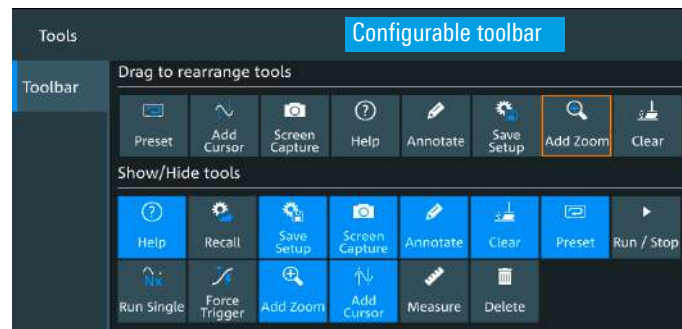 Tools
Configurable toolbar
Toolbar
Drag to rearrange tools
Preset
Add
Cursor
Screen
Capture
Help
Annotate
Save
Setup
Add Zoom
Clear
Show/Hide tools
Help
Recall
Save
Setup
Screen
Capture
Annotate
Clear
Preset
Run / Stop
Nx
Run Single
Force
Trigger
Add Zoom
Add
Cursor
Measure
Delete